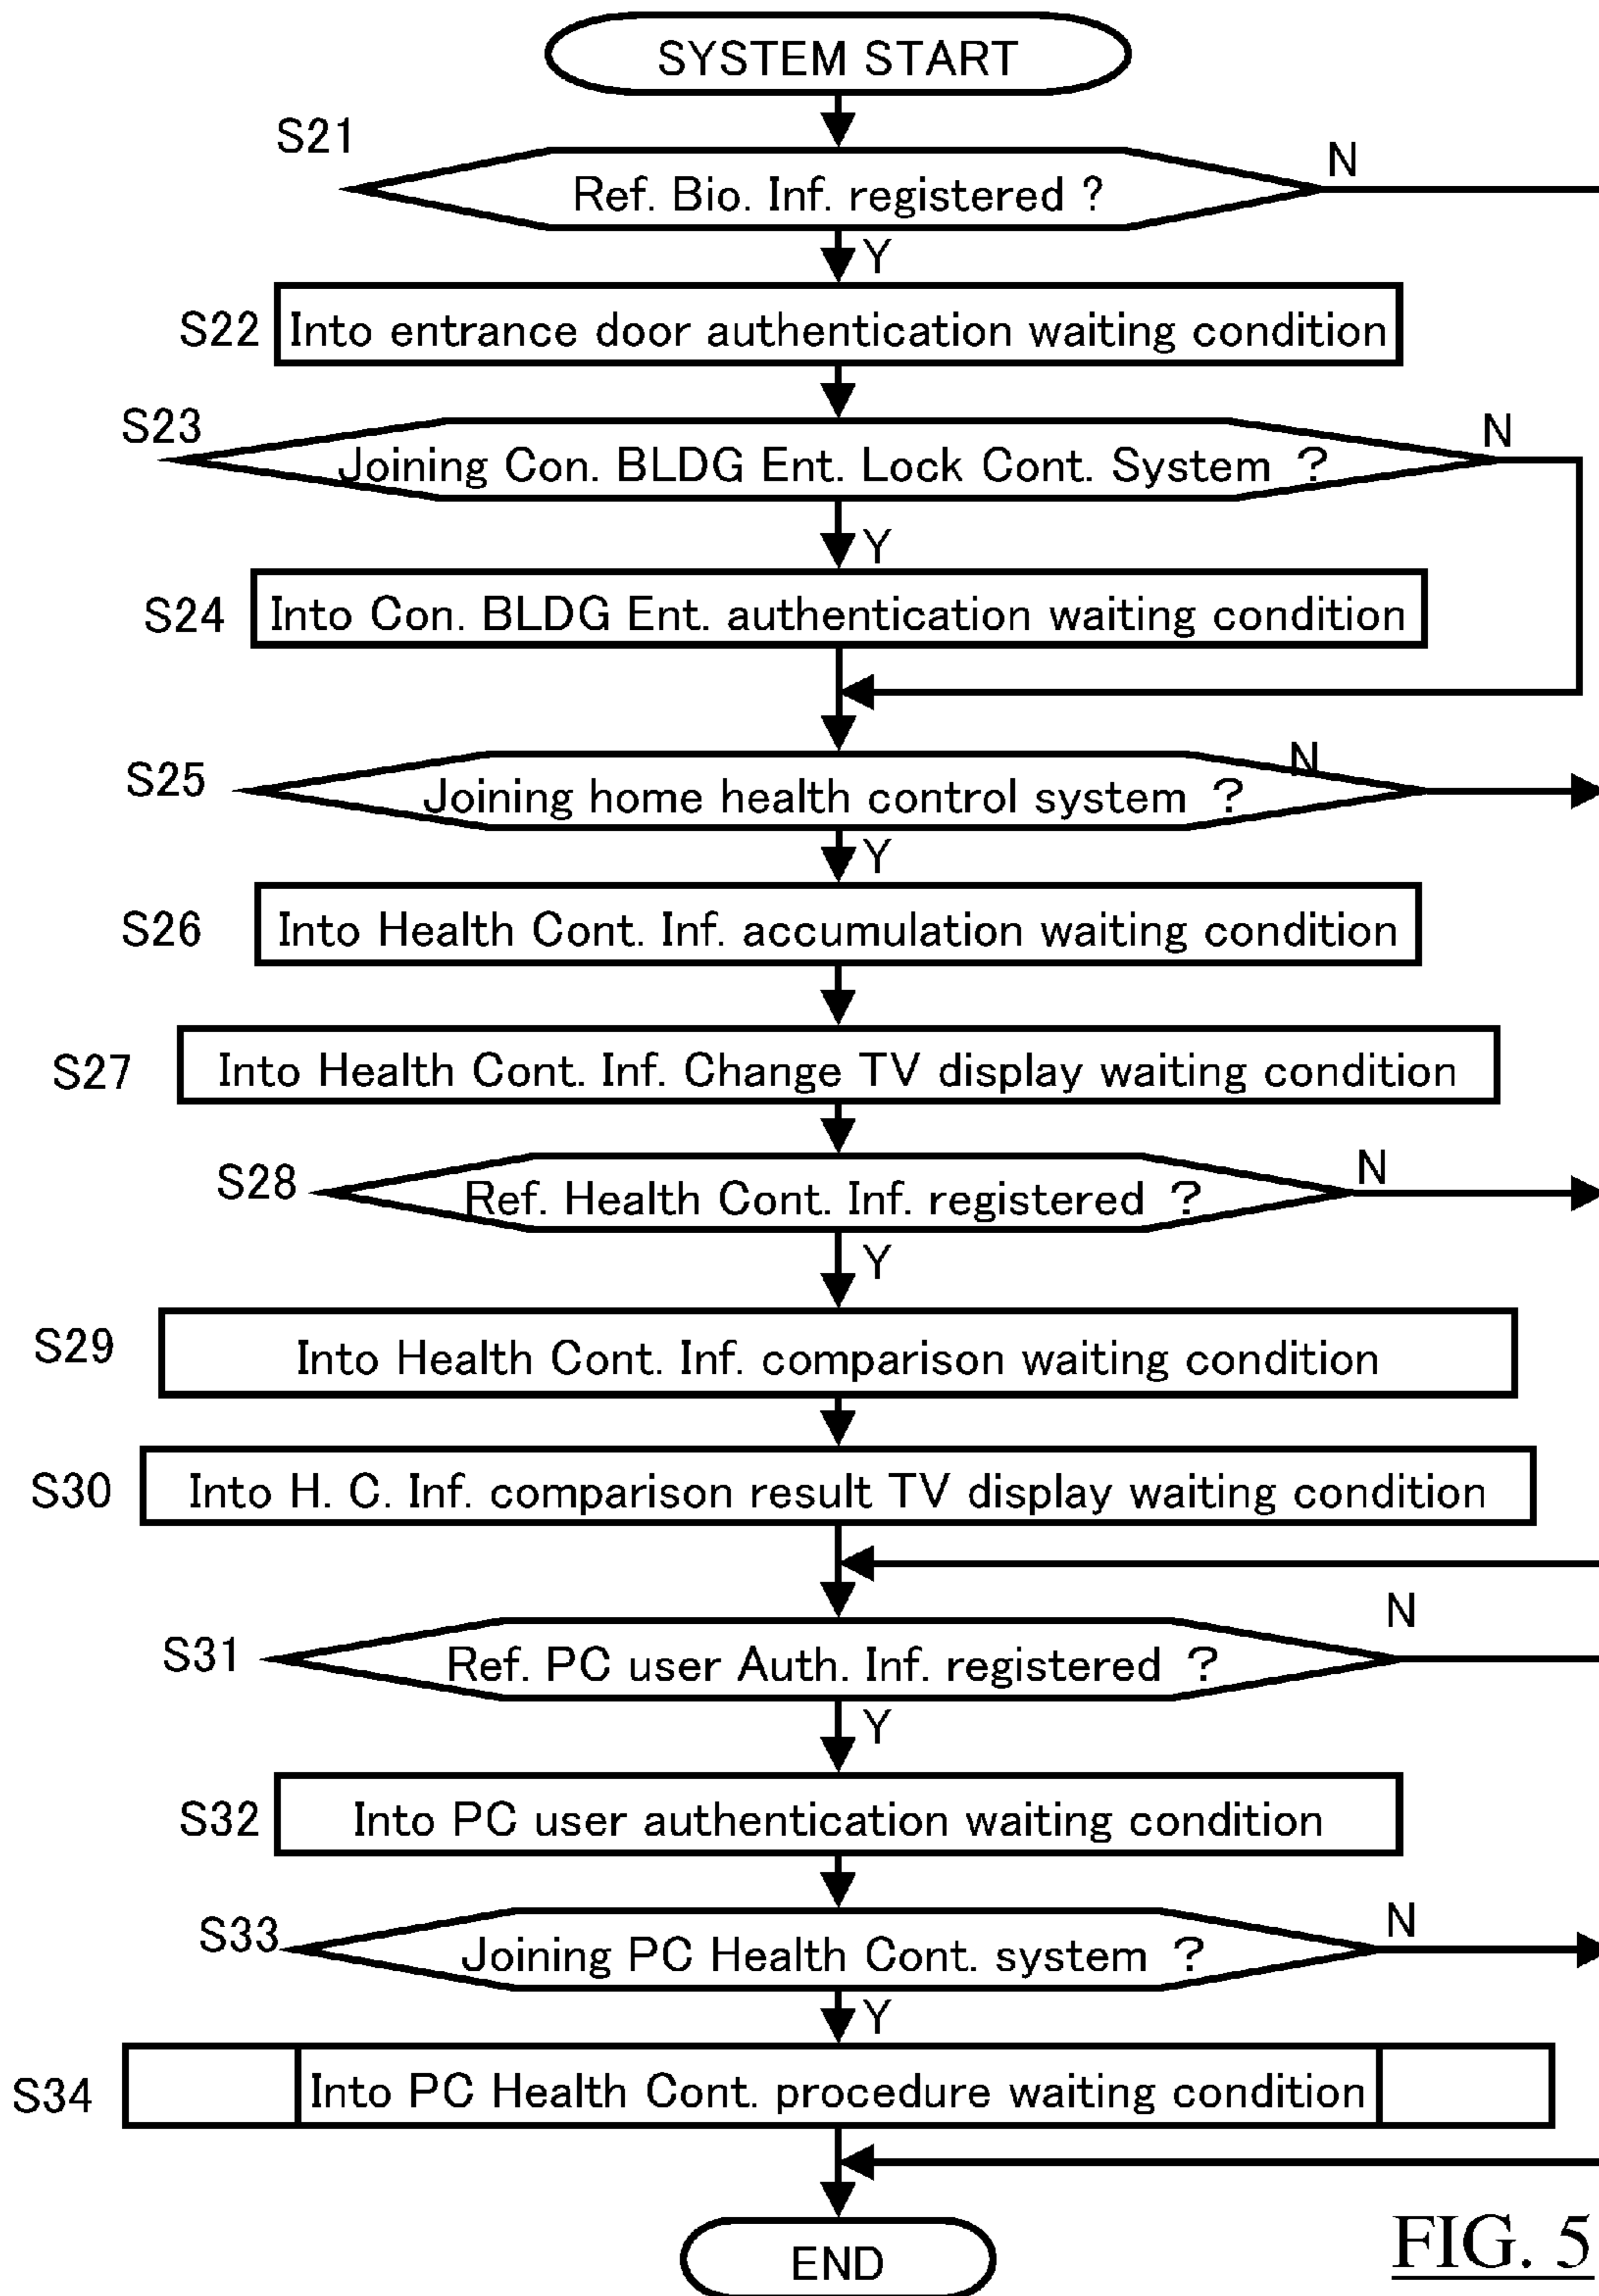 SYSTEM START
S21
N
Ref. Bio. Inf. registered ?
Y
S22
Into entrance door authentication waiting condition
S23
N
Joining Con. BLDG Ent. Lock Cont. System ?
Y
S24
Into Con. BLDG Ent. authentication waiting condition
S25
N
Joining home health control system ?
Y
S26
Into Health Cont. Inf. accumulation waiting condition
S27
Into Health Cont. Inf. Change TV display waiting condition
S28
N
Ref. Health Cont. Inf. registered ?
Y
S29
Into Health Cont. Inf. comparison waiting condition
S30
Into H. C. Inf. comparison result TV display waiting condition
N
S31
Ref. PC user Auth. Inf. registered ?
Y
S32
Into PC user authentication waiting condition
S33
N
Joining PC Health Cont. system ?
Y
S34
Into PC Health Cont. procedure waiting condition
END
FIG. 5